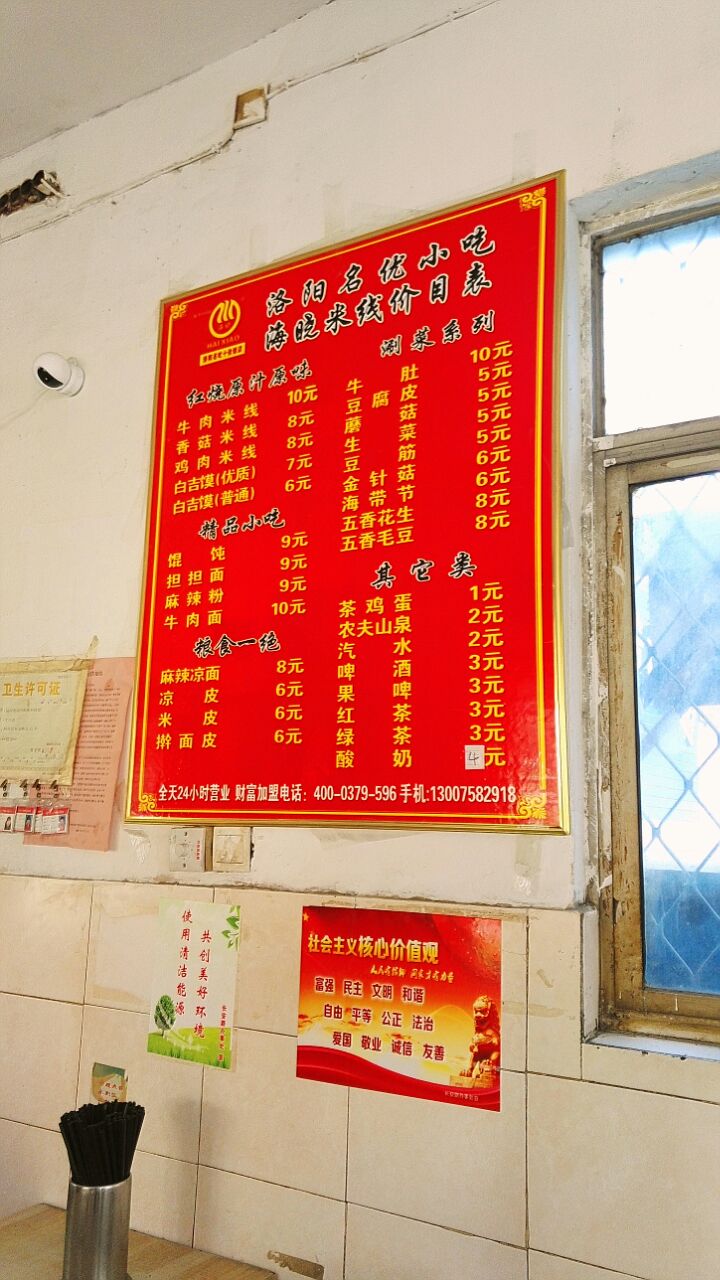 洛阳名优小吃
海晓米线价目表
HAI XIAO
红烧原汁原味
牛肉米线 10元
香菇米线 8元
鸡肉米线 8元
白吉馍(优质) 7元
白吉馍(普通) 6元
精品小吃
馄饨 9元
担担面 9元
麻辣粉 9元
牛肉面 10元
粮食一绝
麻辣凉面 8元
凉皮 6元
米皮 6元
擀面皮 6元
涮菜系列
牛肚 10元
豆腐皮 5元
蘑菇 5元
生菜 5元
豆筋 5元
金针菇 6元
海带节 6元
五香花生 8元
五香毛豆 8元
其它类
茶鸡蛋 1元
农夫山泉 2元
汽水 2元
啤酒 3元
果啤 3元
红茶 3元
绿茶 3元
酸奶 4元
全天24小时营业 财富加盟电话：400-0379-596 手机:13007582918
卫生许可证
使用清洁能源
共创美好环境
社会主义核心价值观
人民有信仰 国家才有力量
富强 民主 文明 和谐
自由 平等 公正 法治
爱国 敬业 诚信 友善